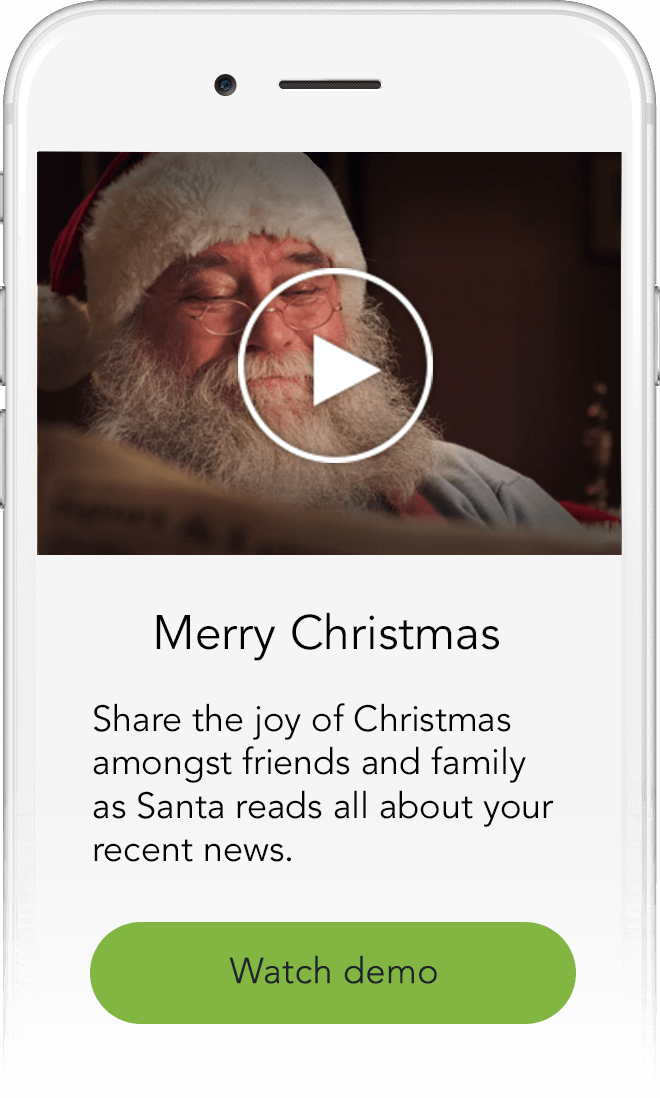 Merry Christmas
Share the joy of Christmas
amongst friends and family
as Santa reads all about your
recent news.
Watch demo